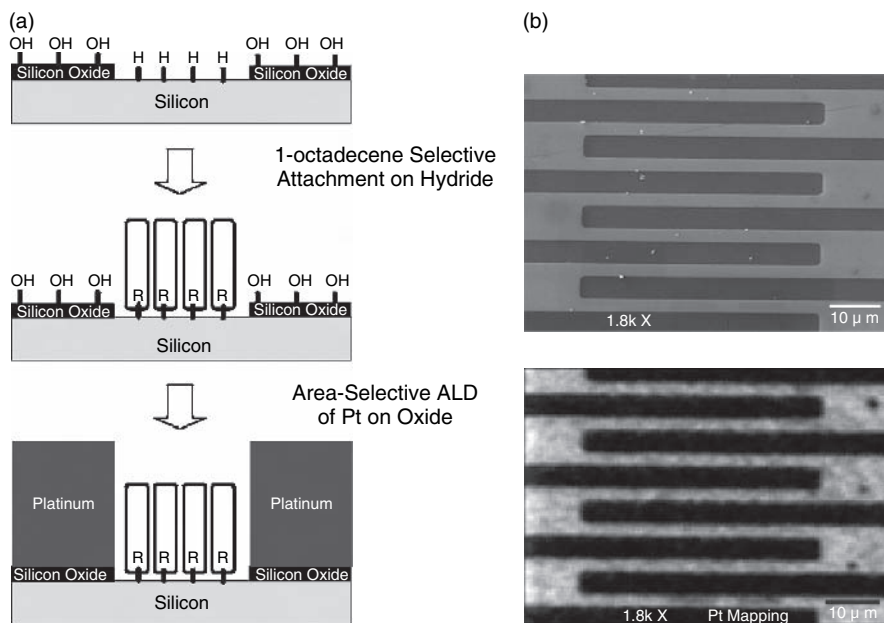 (a)
OH OH OH H H H H OH OH OH
Silicon Oxide Silicon Oxide
Silicon
1-octadecene Selective
Attachment on Hydride
OH OH OH R R R R OH OH OH
Silicon Oxide Silicon Oxide
Silicon
Area-Selective ALD
of Pt on Oxide
Platinum Platinum
R R R R
Silicon Oxide Silicon Oxide
Silicon
(b)
1.8k X 10 μ m
1.8k X Pt Mapping 10 μ m